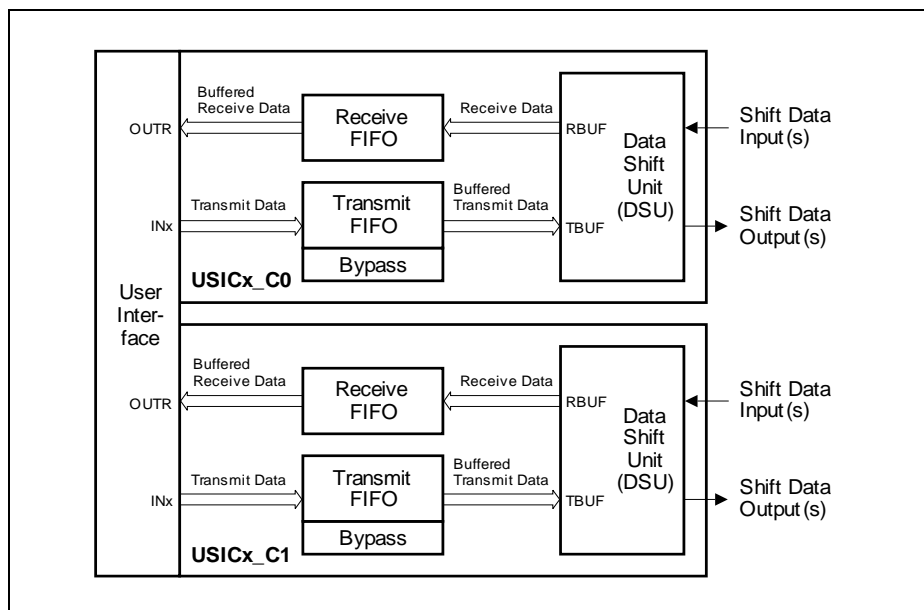 Buffered
Receive Data
OUTR
Receive
FIFO
Receive Data
RBUF
Data
Shift
Unit
(DSU)
Shift Data
Input(s)
Transmit Data
INx
Transmit
FIFO
Bypass
Buffered
Transmit Data
TBUF
Shift Data
Output(s)
USICx_C0
User
Inter-
face
Buffered
Receive Data
OUTR
Receive
FIFO
Receive Data
RBUF
Data
Shift
Unit
(DSU)
Shift Data
Input(s)
Transmit Data
INx
Transmit
FIFO
Bypass
Buffered
Transmit Data
TBUF
Shift Data
Output(s)
USICx_C1